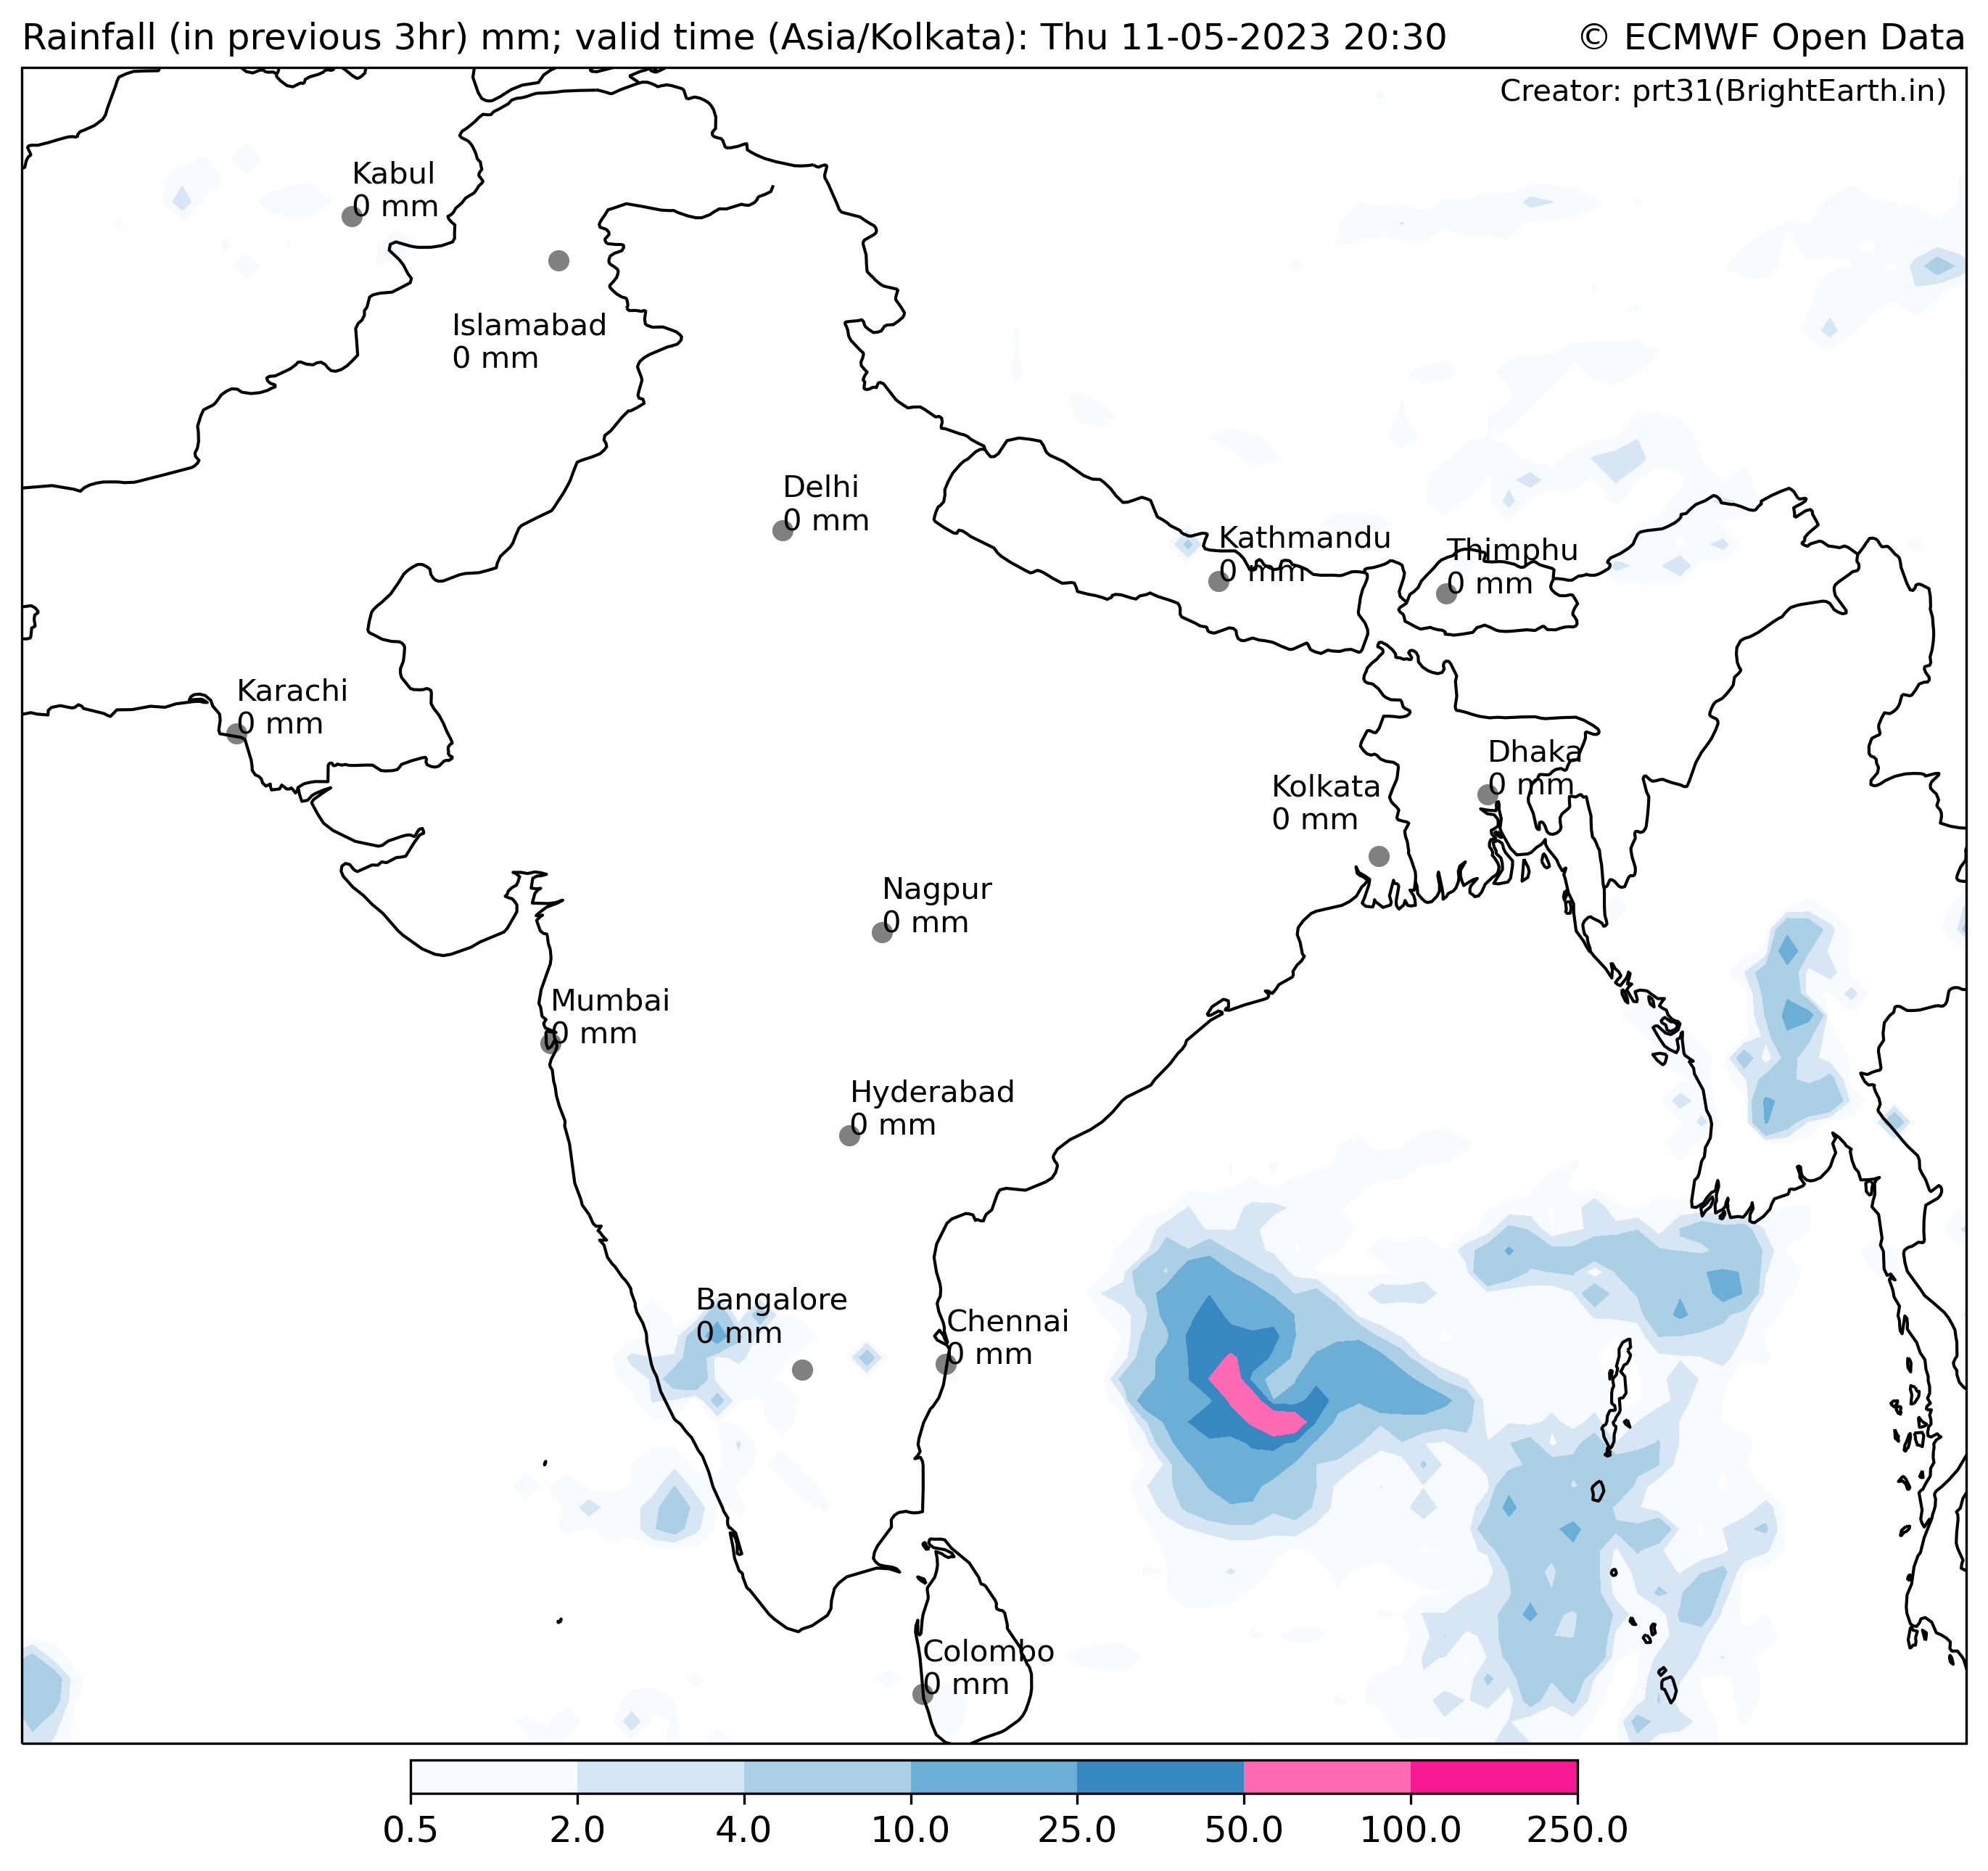 Rainfall (in previous 3hr) mm; valid time (Asia/Kolkata): Thu 11-05-2023 20:30
© ECMWF Open Data
Creator: prt31(BrightEarth.in)
Kabul
0 mm
Islamabad
0 mm
Delhi
0 mm
Kathmandu
0 mm
Thimphu
0 mm
Karachi
0 mm
Dhaka
0 mm
Kolkata
0 mm
Nagpur
0 mm
Mumbai
0 mm
Hyderabad
0 mm
Bangalore
0 mm
Chennai
0 mm
Colombo
0 mm
0.5 2.0 4.0 10.0 25.0 50.0 100.0 250.0